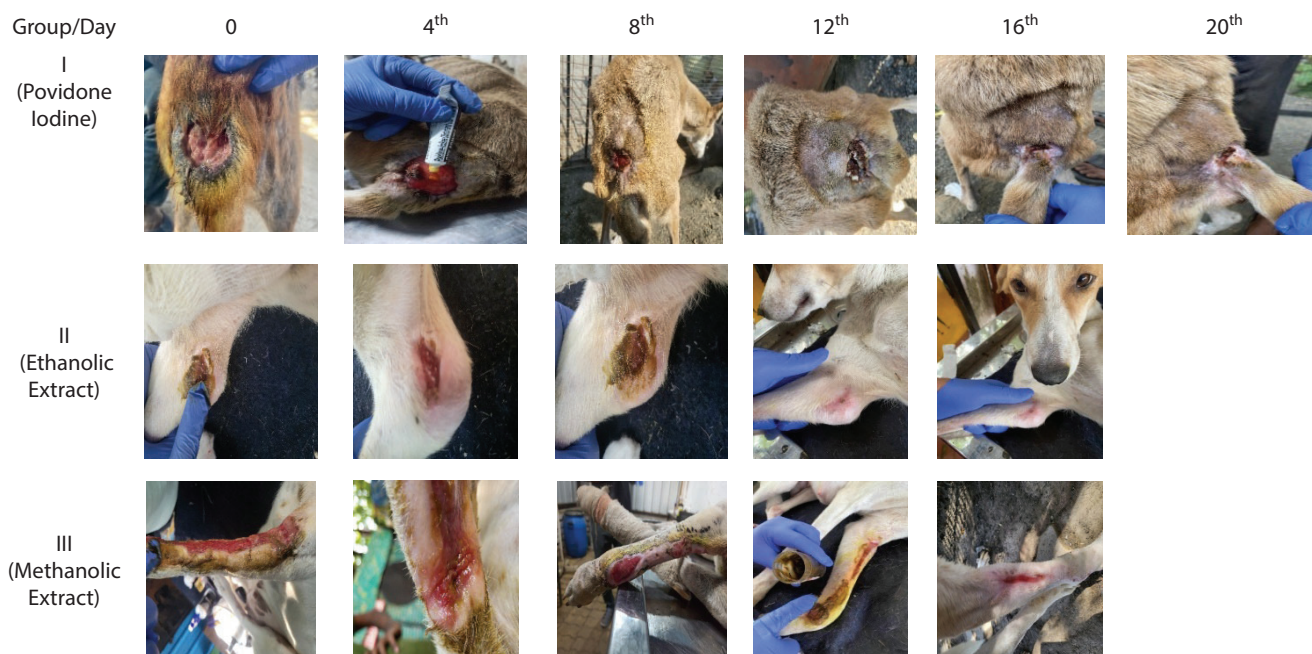 Group/Day 0 4th 8th 12th 16th 20th
I
(Povidone
Iodine)
II
(Ethanolic
Extract)
III
(Methanolic
Extract)